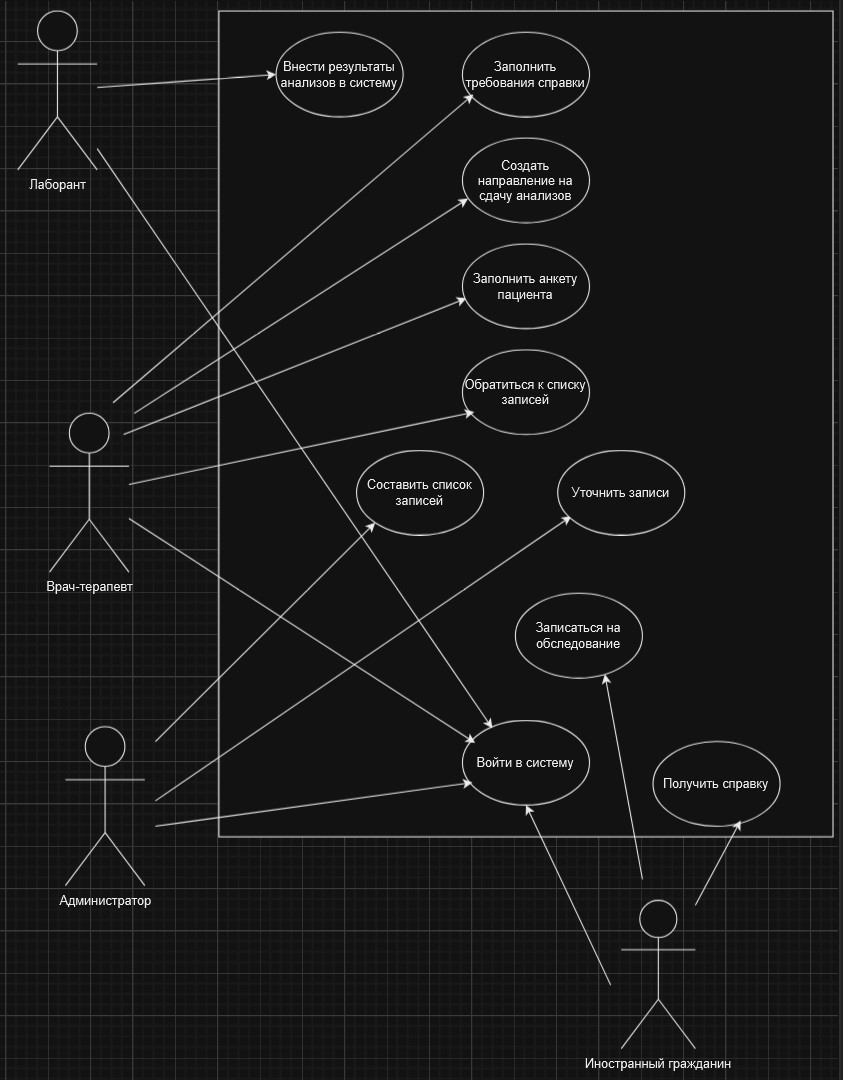 Внести результаты
анализов в систему
Заполнить
требования справки
Создать
направление на
сдачу анализов
Лаборант
Заполнить анкету
пациента
Обратиться к списку
записей
Составить список
записей
Уточнить записи
Врач-терапевт
Записаться на
обследование
Войти в систему
Получить справку
Администратор
Иностранный гражданин